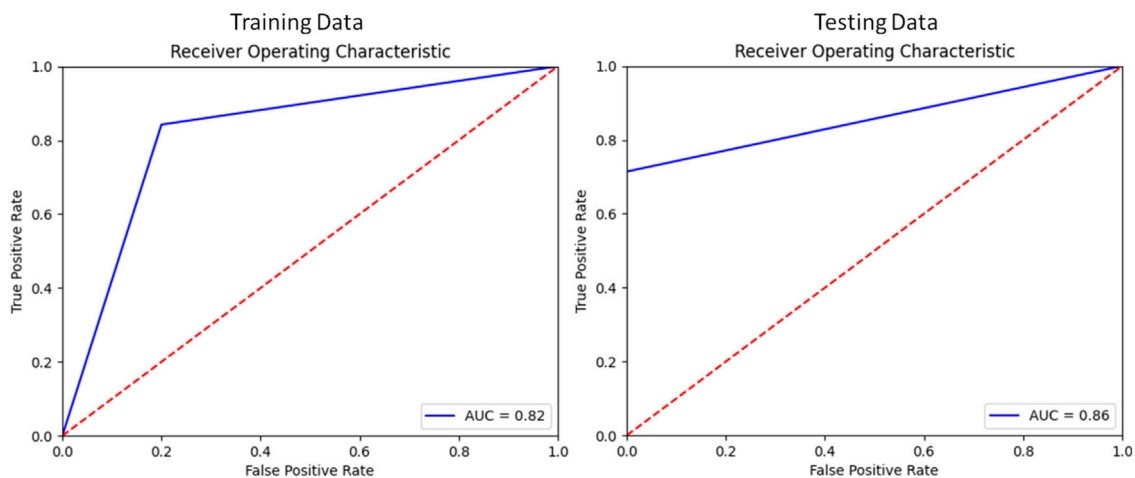 Training Data
Receiver Operating Characteristic
1.0
0.8
0.6
0.4
0.2
0.0
True Positive Rate
0.0 0.2 0.4 0.6 0.8 1.0
False Positive Rate
AUC = 0.82
Testing Data
Receiver Operating Characteristic
1.0
0.8
0.6
0.4
0.2
0.0
True Positive Rate
0.0 0.2 0.4 0.6 0.8 1.0
False Positive Rate
AUC = 0.86